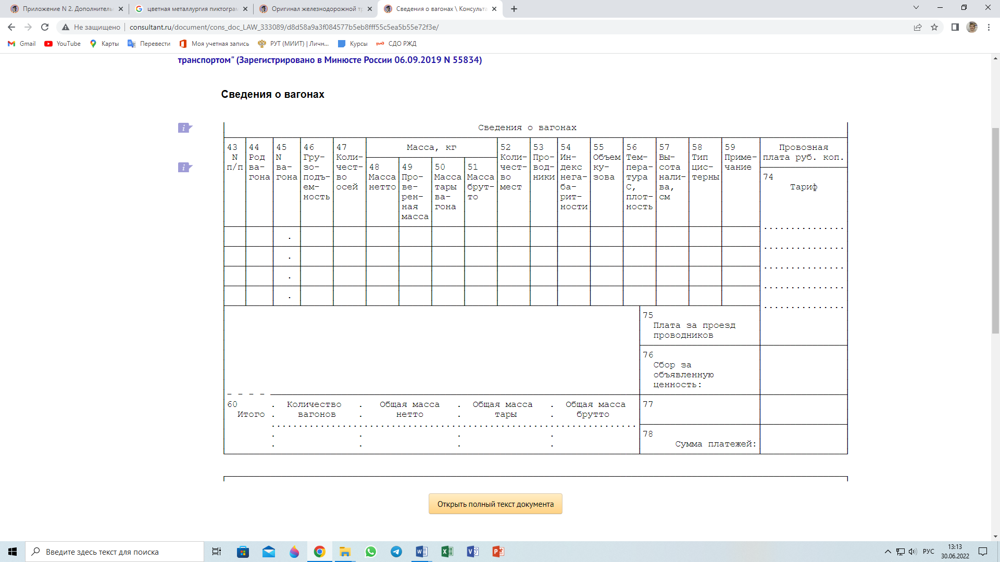 Приложение N 2. Дополнитель
цветная металлургия пиктограм
Оригинал железнодорожной тр
Сведения о вагонах \ Консульта
Не защищено
consultant.ru/document/cons_doc_LAW_333089/d8d58a9a3f084577b5eb8fff55c5ea5b55e72f3e/
Gmail
YouTube
Карты
Перевести
Моя учетная запись
РУТ (МИИТ) | Личн...
Курсы
СДО РЖД
транспортом" (Зарегистрировано в Минюсте России 06.09.2019 N 55834)
Сведения о вагонах
Сведения о вагонах
43
N
п/п
44
Род
ва-
гона
45
N
ва-
гона
46
Гру-
зо-
подъ-
ем-
ность
47
Коли-
чест-
во
осей
Масса, кг
48
Масса
нетто
49
Про-
ве-
рен-
ная
масса
50
Масса
тары
ва-
гона
51
Масса
брут-
то
52
Коли-
чест-
во
мест
53
Про-
вод-
ники
54
Ин-
декс
нега-
ба-
рит-
ности
55
Объем
ку-
зова
56
Тем-
пера-
тура
С,
плот-
ность
57
Вы-
сота
нали-
ва,
см
58
Тип
цис-
терны
59
Приме-
чание
Провозная
плата руб. коп.
74
Тариф
75
Плата за проезд
проводников
76
Сбор за
объявленную
ценность:
60
Итого
Количество
вагонов
Общая масса
нетто
Общая масса
тары
Общая масса
брутто
77
78
Сумма платежей:
Открыть полный текст документа
Введите здесь текст для поиска
РУС
13:13
30.06.2022